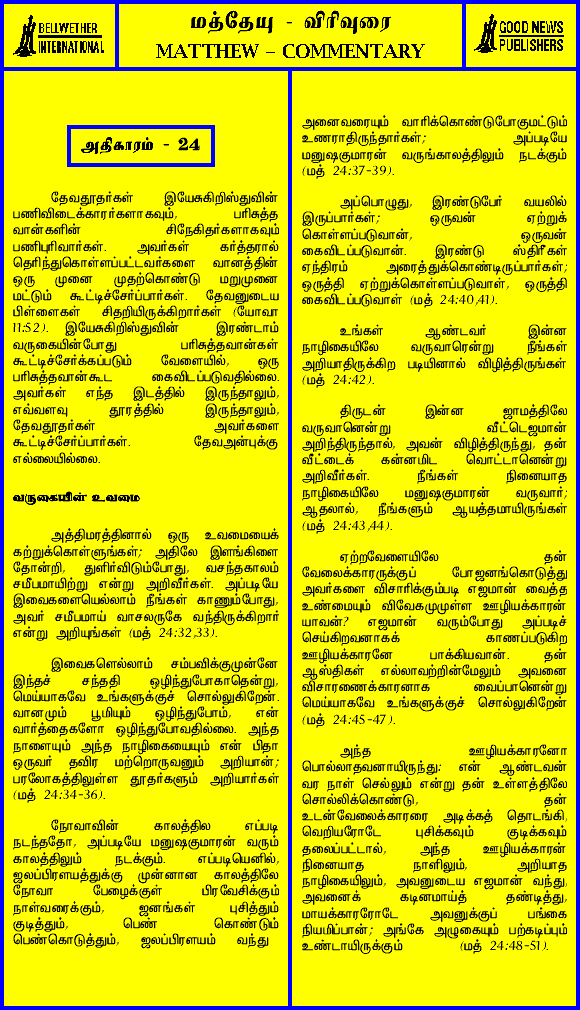 BELLWETHER
INTERNATIONAL
மத்தேயு - விரிவுரை
MATTHEW – COMMENTARY
GOOD NEWS
PUBLISHERS
அதிகாரம் - 24
தேவதூதர்கள் இயேசுகிறிஸ்துவின்
பணிவிடைக்காரர்களாகவும், பரிசுத்த
வான்களின் சிநேகிதர்களாகவும்
பணிபுரிவார்கள். அவர்கள் கர்த்தரால்
தெரிந்துகொள்ளப்பட்டவர்களை வானத்தின்
ஒரு முனை முதற்கொண்டு மறுமுனை
மட்டும் கூட்டிச்சேர்ப்பார்கள். தேவனுடைய
பிள்ளைகள் சிதறியிருக்கிறார்கள் (யோவா
11:52). இயேசுகிறிஸ்துவின் இரண்டாம்
வருகையின்போது பரிசுத்தவான்கள்
கூட்டிச்சேர்க்கப்படும் வேளையில், ஒரு
பரிசுத்தவான்கூட கைவிடப்படுவதில்லை.
அவர்கள் எந்த இடத்தில் இருந்தாலும்,
எவ்வளவு தூரத்தில் இருந்தாலும்,
தேவதூதர்கள் அவர்களை
கூட்டிச்சேர்ப்பார்கள். தேவஅன்புக்கு
எல்லையில்லை.
வருகையின் உவமை
அத்திமரத்தினால் ஒரு உவமையைக்
கற்றுக்கொள்ளுங்கள்; அதிலே இளங்கிளை
தோன்றி, துளிர்விடும்போது, வசந்தகாலம்
சமீபமாயிற்று என்று அறிவீர்கள். அப்படியே
இவைகளையெல்லாம் நீங்கள் காணும்போது,
அவர் சமீபமாய் வாசலருகே வந்திருக்கிறார்
என்று அறியுங்கள் (மத் 24:32,33).
இவைகளெல்லாம் சம்பவிக்குமுன்னே
இந்தச் சந்ததி ஒழிந்துபோகாதென்று,
மெய்யாகவே உங்களுக்குச் சொல்லுகிறேன்.
வானமும் பூமியும் ஒழிந்துபோம், என்
வார்த்தைகளோ ஒழிந்துபோவதில்லை. அந்த
நாளையும் அந்த நாழிகையையும் என் பிதா
ஒருவர் தவிர மற்றொருவனும் அறியான்;
பரலோகத்திலுள்ள தூதர்களும் அறியார்கள்
(மத் 24:34-36).
நோவாவின் காலத்தில எப்படி
நடந்ததோ, அப்படியே மனுஷகுமாரன் வரும்
காலத்திலும் நடக்கும். எப்படியெனில்,
ஜலப்பிரளயத்துக்கு முன்னான காலத்திலே
நோவா பேழைக்குள் பிரவேசிக்கும்
நாள்வரைக்கும், ஜனங்கள் புசித்தும்
குடித்தும், பெண் கொண்டும்
பெண்கொடுத்தும், ஜலப்பிரளயம் வந்து
அனைவரையும் வாரிக்கொண்டுபோகுமட்டும்
உணராதிருந்தார்கள்; அப்படியே
மனுஷகுமாரன் வருங்காலத்திலும் நடக்கும்
(மத் 24:37-39).
அப்பொழுது, இரண்டுபேர் வயலில்
இருப்பார்கள்; ஒருவன் ஏற்றுக்
கொள்ளப்படுவான், ஒருவன்
கைவிடப்படுவான். இரண்டு ஸ்திரீகள்
ஏந்திரம் அரைத்துக்கொண்டிருப்பார்கள்;
ஒருத்தி ஏற்றுக்கொள்ளப்படுவாள், ஒருத்தி
கைவிடப்படுவாள் (மத் 24:40,41).
உங்கள் ஆண்டவர் இன்ன
நாழிகையிலே வருவாரென்று நீங்கள்
அறியாதிருக்கிற படியினால் விழித்திருங்கள்
(மத் 24:42).
திருடன் இன்ன ஜாமத்திலே
வருவானென்று வீட்டெஜமான்
அறிந்திருந்தால், அவன் விழித்திருந்து, தன்
வீட்டைக் கன்னமிட வொட்டானென்று
அறிவீர்கள். நீங்கள் நினையாத
நாழிகையிலே மனுஷகுமாரன் வருவார்;
ஆதலால், நீங்களும் ஆயத்தமாயிருங்கள்
(மத் 24:43,44).
ஏற்றவேளையிலே தன்
வேலைக்காரருக்குப் போஜனங்கொடுத்து
அவர்களை விசாரிக்கும்படி எஜமான் வைத்த
உண்மையும் விவேகமுமுள்ள ஊழியக்காரன்
யாவன்? எஜமான் வரும்போது அப்படிச்
செய்கிறவனாகக் காணப்படுகிற
ஊழியக்காரனே பாக்கியவான். தன்
ஆஸ்திகள் எல்லாவற்றின்மேலும் அவனை
விசாரணைக்காரனாக வைப்பானென்று
மெய்யாகவே உங்களுக்குச் சொல்லுகிறேன்
(மத் 24:45-47).
அந்த ஊழியக்காரனோ
பொல்லாதவனாயிருந்து: என் ஆண்டவன்
வர நாள் செல்லும் என்று தன் உள்ளத்திலே
சொல்லிக்கொண்டு, தன்
உடன்வேலைக்காரரை அடிக்கத் தொடங்கி,
வெறியரோடே புசிக்கவும் குடிக்கவும்
தலைப்பட்டால், அந்த ஊழியக்காரன்
நினையாத நாளிலும், அறியாத
நாழிகையிலும், அவனுடைய எஜமான் வந்து,
அவனைக் கடினமாய்த் தண்டித்து,
மாயக்காரரோடே அவனுக்குப் பங்கை
நியமிப்பான்; அங்கே அழுகையும் பற்கடிப்பும்
உண்டாயிருக்கும் (மத் 24:48-51).